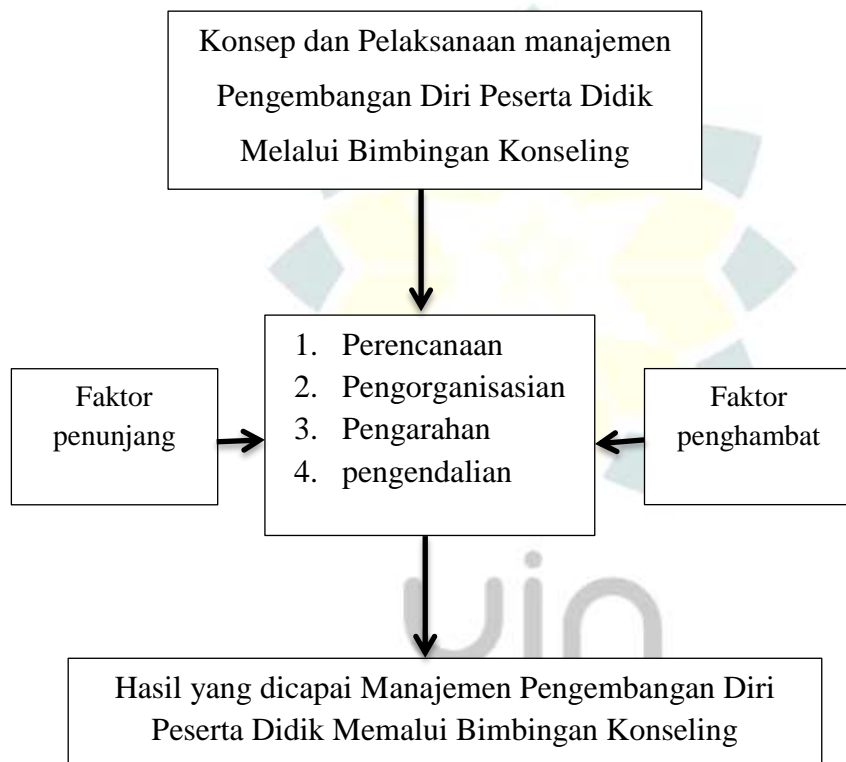 Konsep dan Pelaksanaan manajemen
Pengembangan Diri Peserta Didik
Melalui Bimbingan Konseling
Faktor
penunjang
1. Perencanaan
2. Pengorganisasian
3. Pengarahan
4. pengendalian
Faktor
penghambat
uin
Hasil yang dicapai Manajemen Pengembangan Diri
Peserta Didik Memalui Bimbingan Konseling